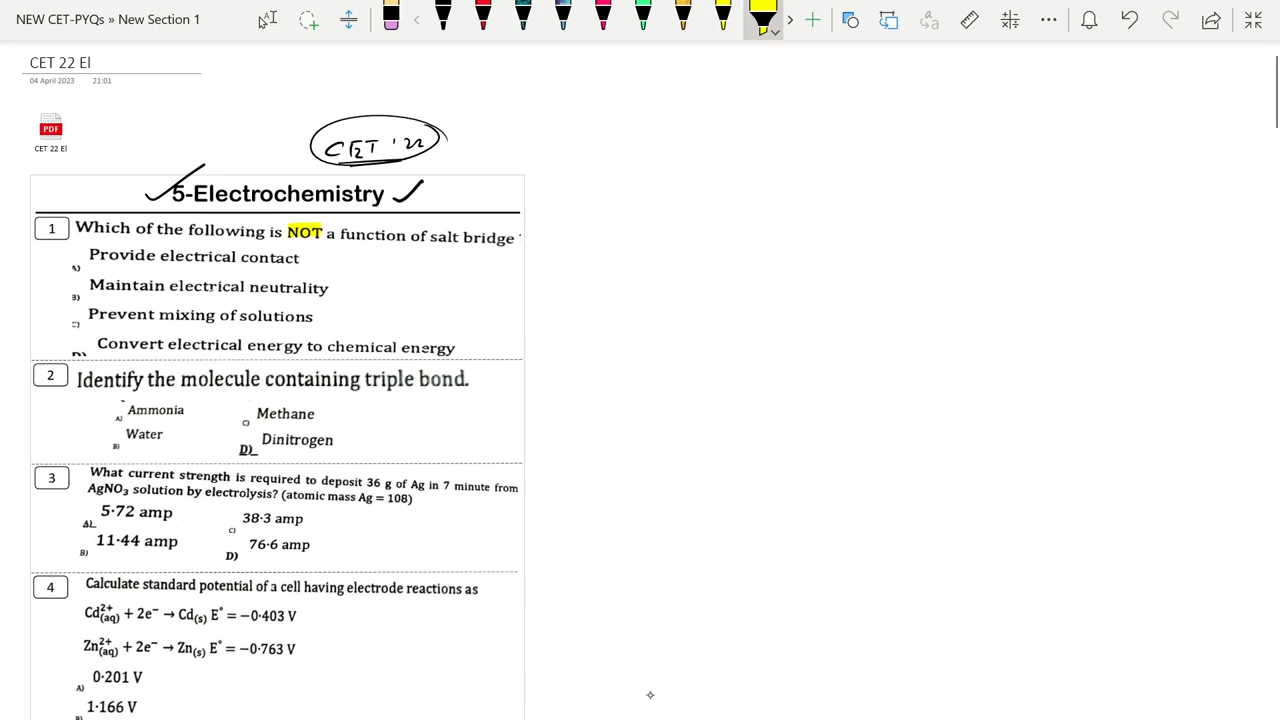 NEW CET-PYQs » New Section 1
CET 22 El
04 April 2023 21:01
PDF
CET 22 El
CET '22
5-Electrochemistry
1 Which of the following is NOT a function of salt bridge
A) Provide electrical contact
B) Maintain electrical neutrality
C) Prevent mixing of solutions
D) Convert electrical energy to chemical energy
2 Identify the molecule containing triple bond.
A) Ammonia C) Methane
B) Water D) Dinitrogen
3 What current strength is required to deposit 36 g of Ag in 7 minute from
AgNO₃ solution by electrolysis? (atomic mass Ag = 108)
A) 5·72 amp C) 38·3 amp
B) 11·44 amp D) 76·6 amp
4 Calculate standard potential of a cell having electrode reactions as
Cd²⁺(aq) + 2e⁻ → Cd(s) E° = −0·403 V
Zn²⁺(aq) + 2e⁻ → Zn(s) E° = −0·763 V
A) 0·201 V
B) 1·166 V